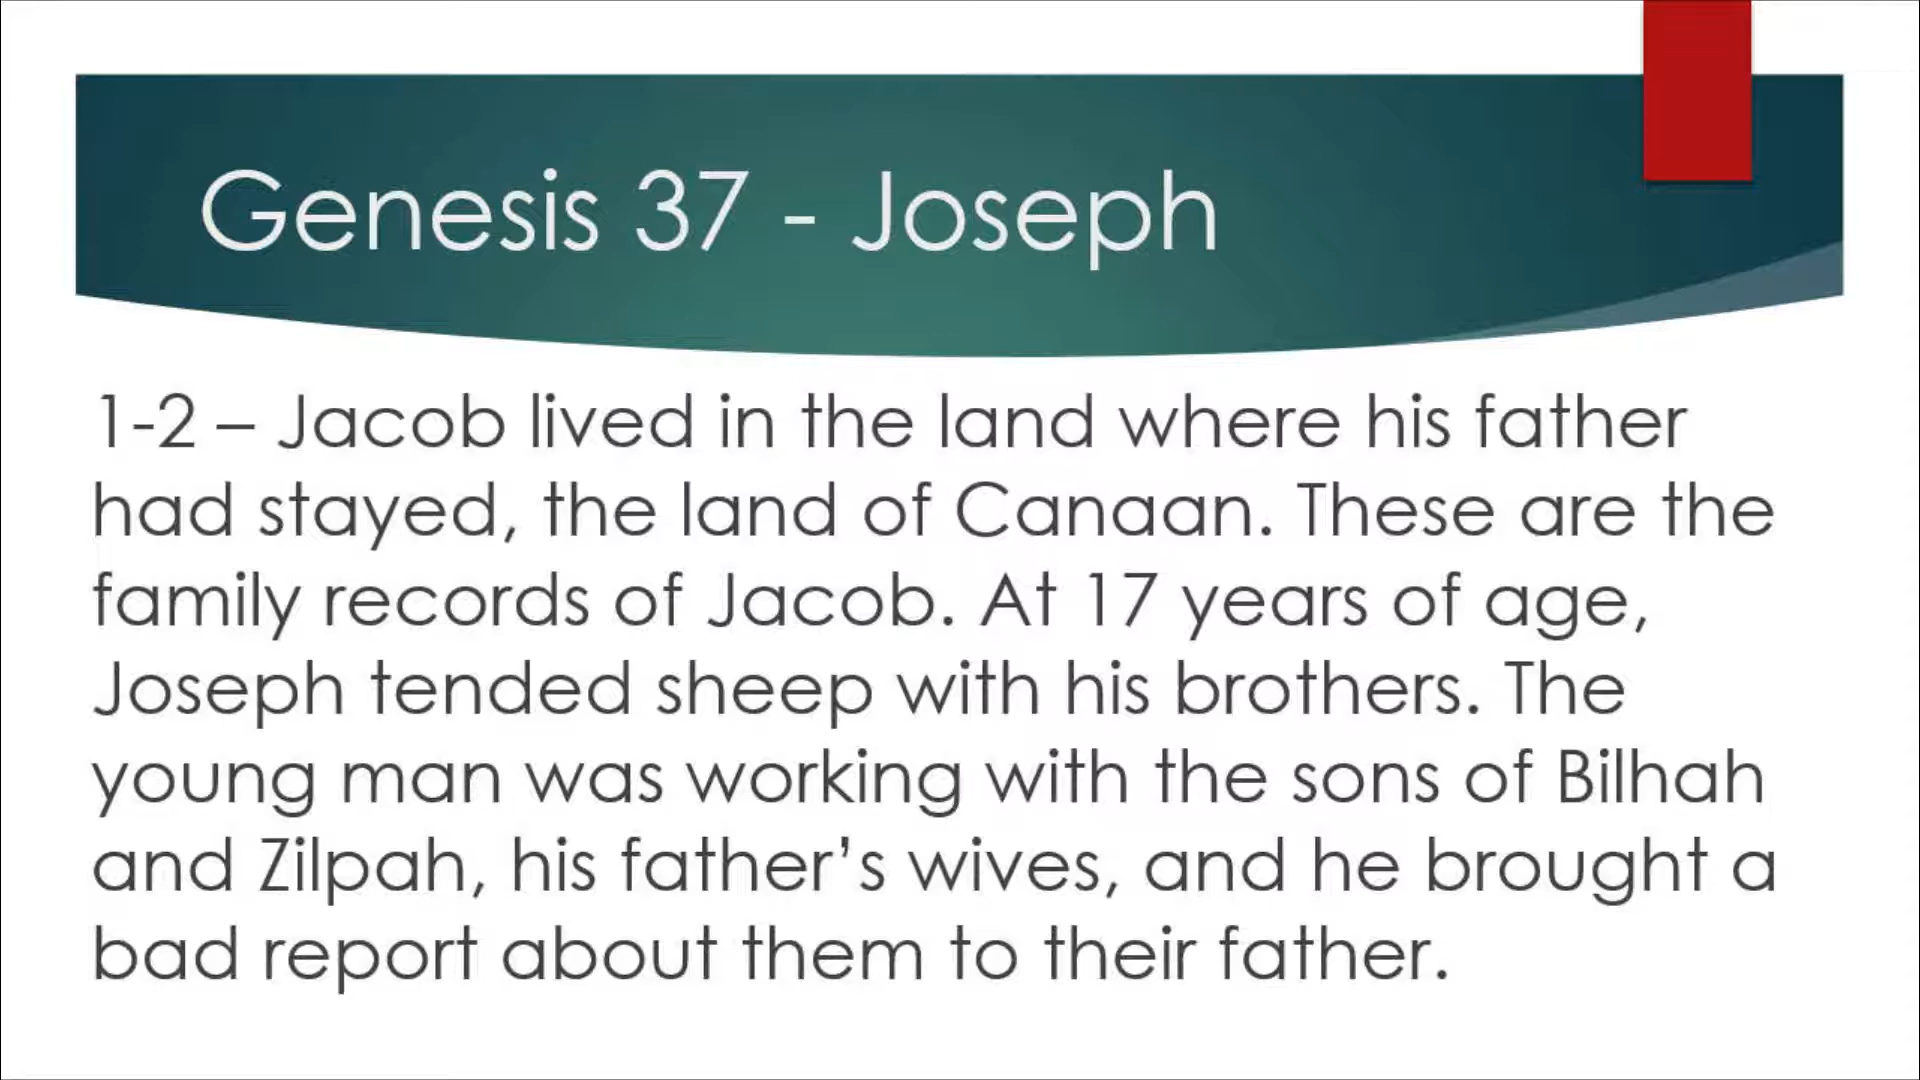 Genesis 37 - Joseph
1-2 – Jacob lived in the land where his father
had stayed, the land of Canaan. These are the
family records of Jacob. At 17 years of age,
Joseph tended sheep with his brothers. The
young man was working with the sons of Bilhah
and Zilpah, his father’s wives, and he brought a
bad report about them to their father.